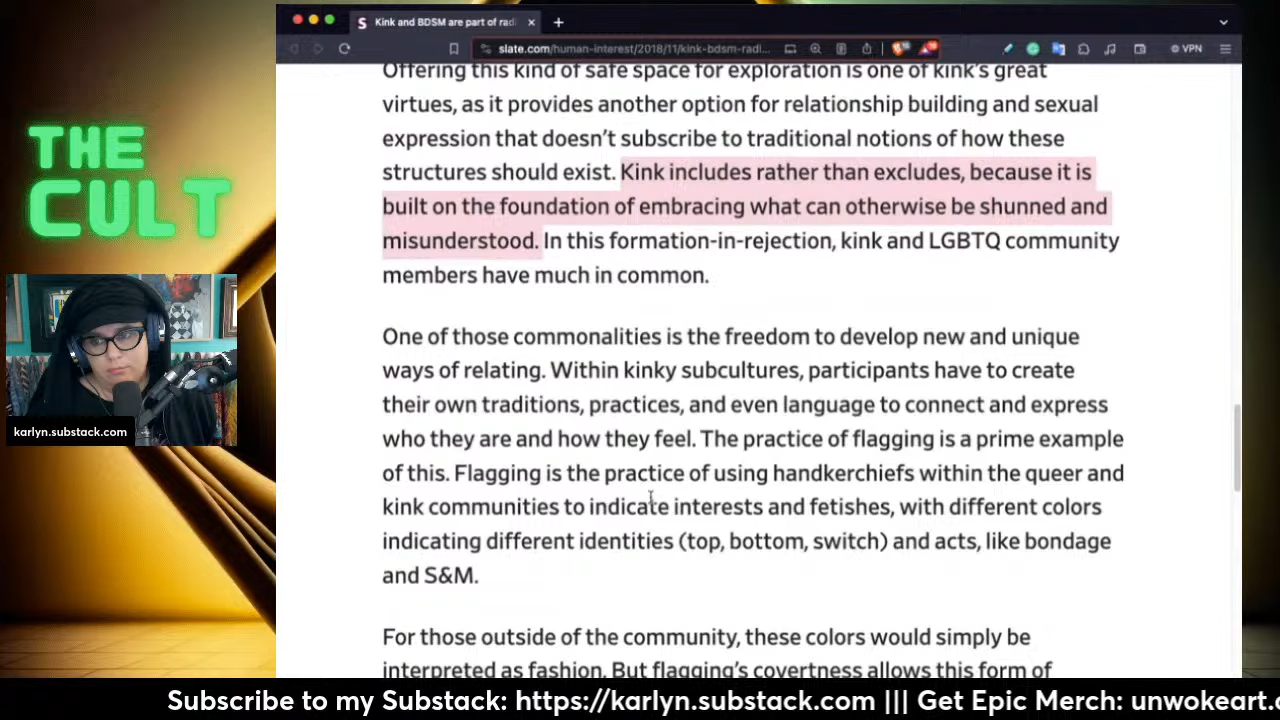 Kink and BDSM are part of radi
slate.com/human-interest/2018/11/kink-bdsm-radi...
VPN
THE
CULT
karlyn.substack.com
Offering this kind of safe space for exploration is one of kink's great
virtues, as it provides another option for relationship building and sexual
expression that doesn't subscribe to traditional notions of how these
structures should exist. Kink includes rather than excludes, because it is
built on the foundation of embracing what can otherwise be shunned and
misunderstood. In this formation-in-rejection, kink and LGBTQ community
members have much in common.
One of those commonalities is the freedom to develop new and unique
ways of relating. Within kinky subcultures, participants have to create
their own traditions, practices, and even language to connect and express
who they are and how they feel. The practice of flagging is a prime example
of this. Flagging is the practice of using handkerchiefs within the queer and
kink communities to indicate interests and fetishes, with different colors
indicating different identities (top, bottom, switch) and acts, like bondage
and S&M.
For those outside of the community, these colors would simply be
interpreted as fashion. But flagging's covertness allows this form of
Subscribe to my Substack: https://karlyn.substack.com ||| Get Epic Merch: unwokeart.c